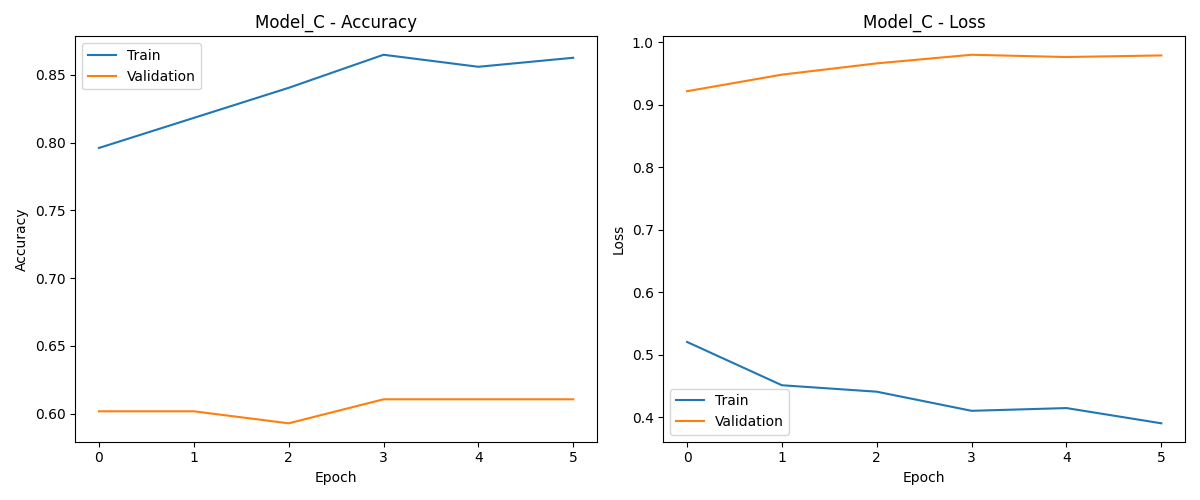 Model_C - Accuracy
Train
Validation
0.85
0.80
0.75
0.70
0.65
0.60
Accuracy
0 1 2 3 4 5
Epoch
Model_C - Loss
1.0
0.9
0.8
0.7
0.6
0.5
0.4
Loss
Train
Validation
0 1 2 3 4 5
Epoch